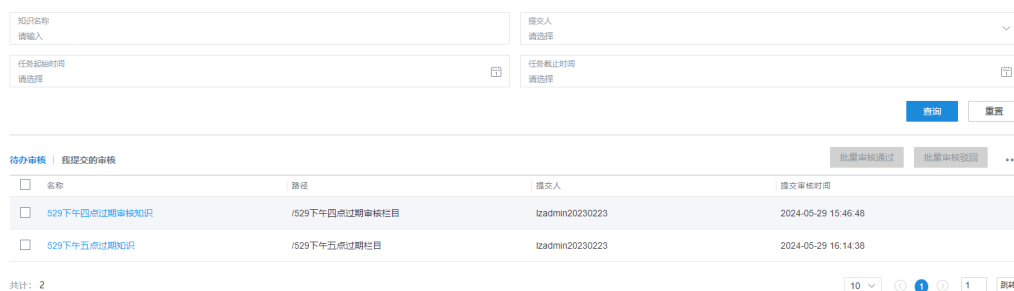 知识名称
请输入
提交人
请选择
任务起始时间
请选择
任务截止时间
请选择
查询 重置
待办审核 我提交的审核 批量审核通过 批量审核驳回
名称 路径 提交人 提交审核时间
529下午四点过期审核知识 /529下午四点过期审核栏目 lzadmin20230223 2024-05-29 15:46:48
529下午五点过期知识 /529下午五点过期栏目 lzadmin20230223 2024-05-29 16:14:38
共计: 2 10 1 1 跳转